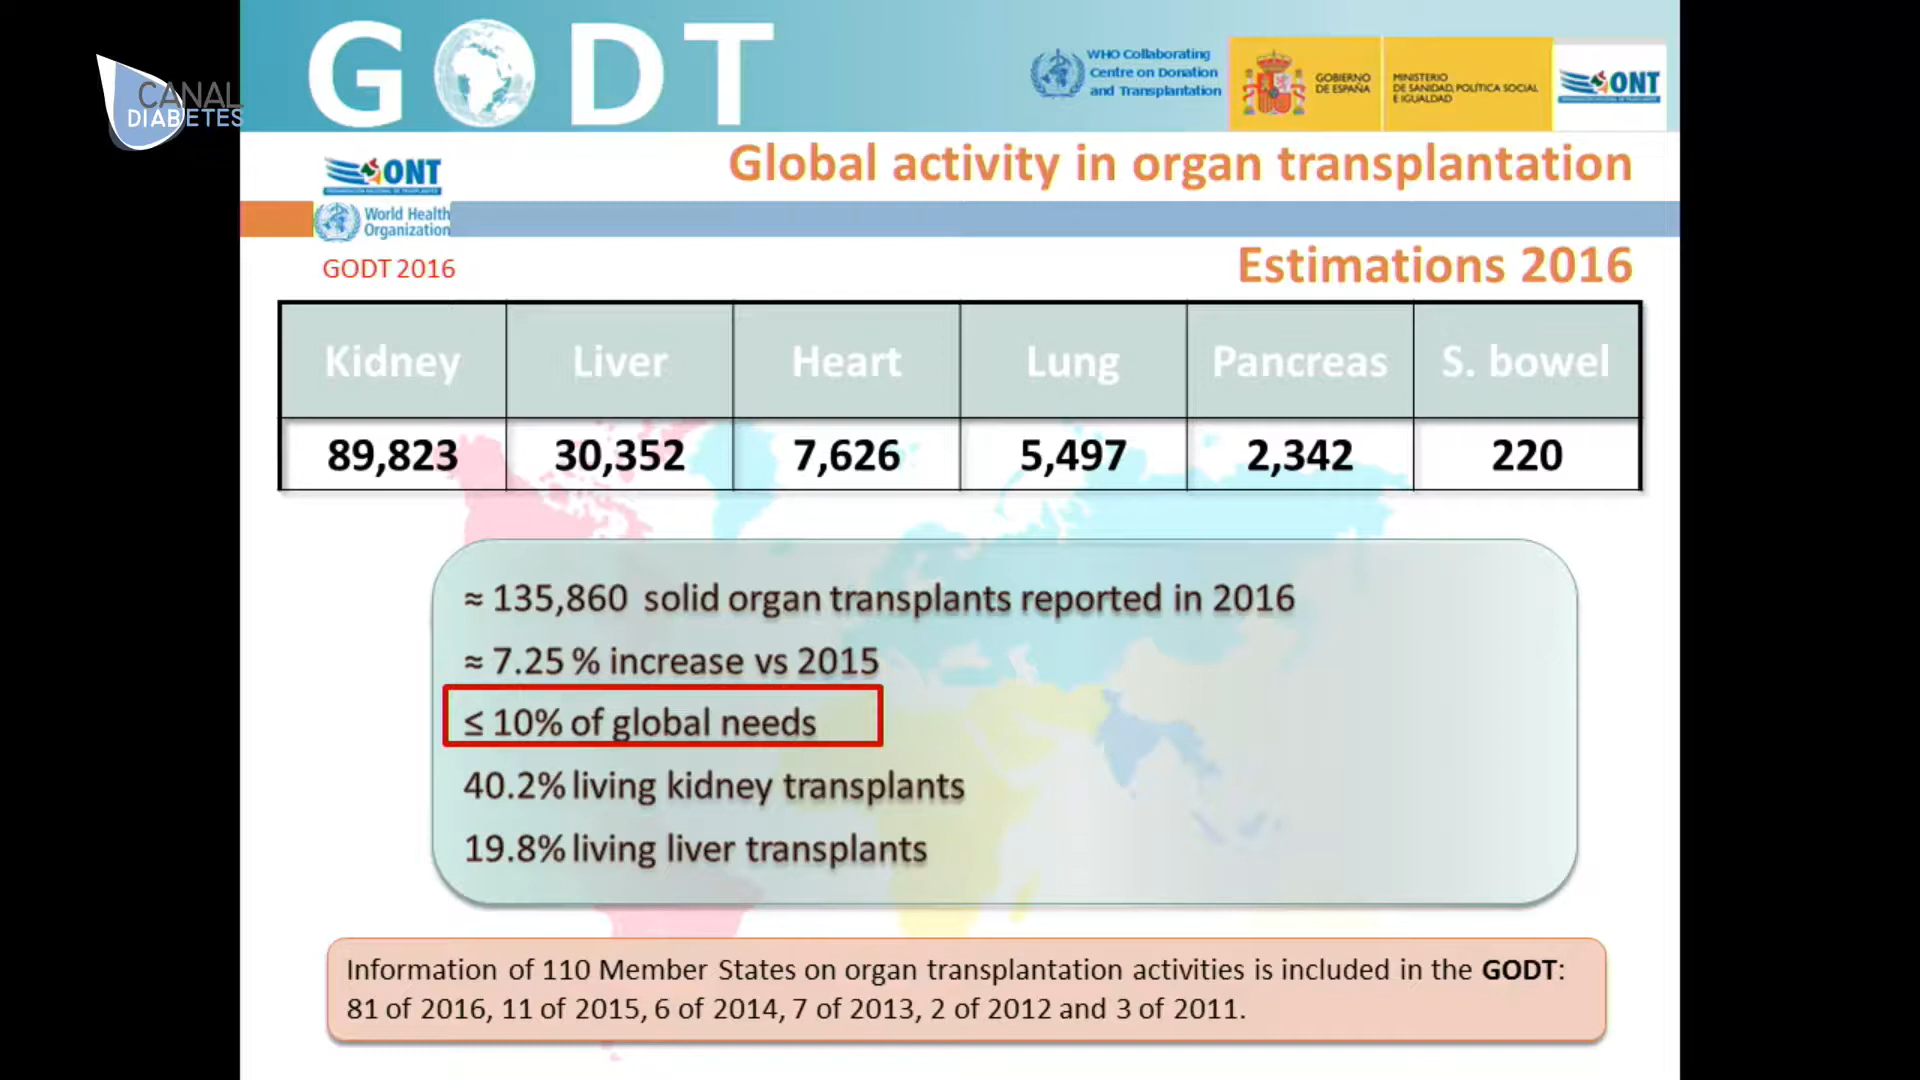 GODT
WHO Collaborating
Centre on Donation
and Transplantation
GOBIERNO
DE ESPAÑA
MINISTERIO
DE SANIDAD, POLÍTICA SOCIAL
E IGUALDAD
ONT
CANAL
DIABETES
ONT
Global activity in organ transplantation
World Health
Organization
GODT 2016
Estimations 2016
Kidney Liver Heart Lung Pancreas S. bowel
89,823 30,352 7,626 5,497 2,342 220
≈ 135,860 solid organ transplants reported in 2016
≈ 7.25 % increase vs 2015
≤ 10% of global needs
40.2% living kidney transplants
19.8% living liver transplants
Information of 110 Member States on organ transplantation activities is included in the GODT:
81 of 2016, 11 of 2015, 6 of 2014, 7 of 2013, 2 of 2012 and 3 of 2011.